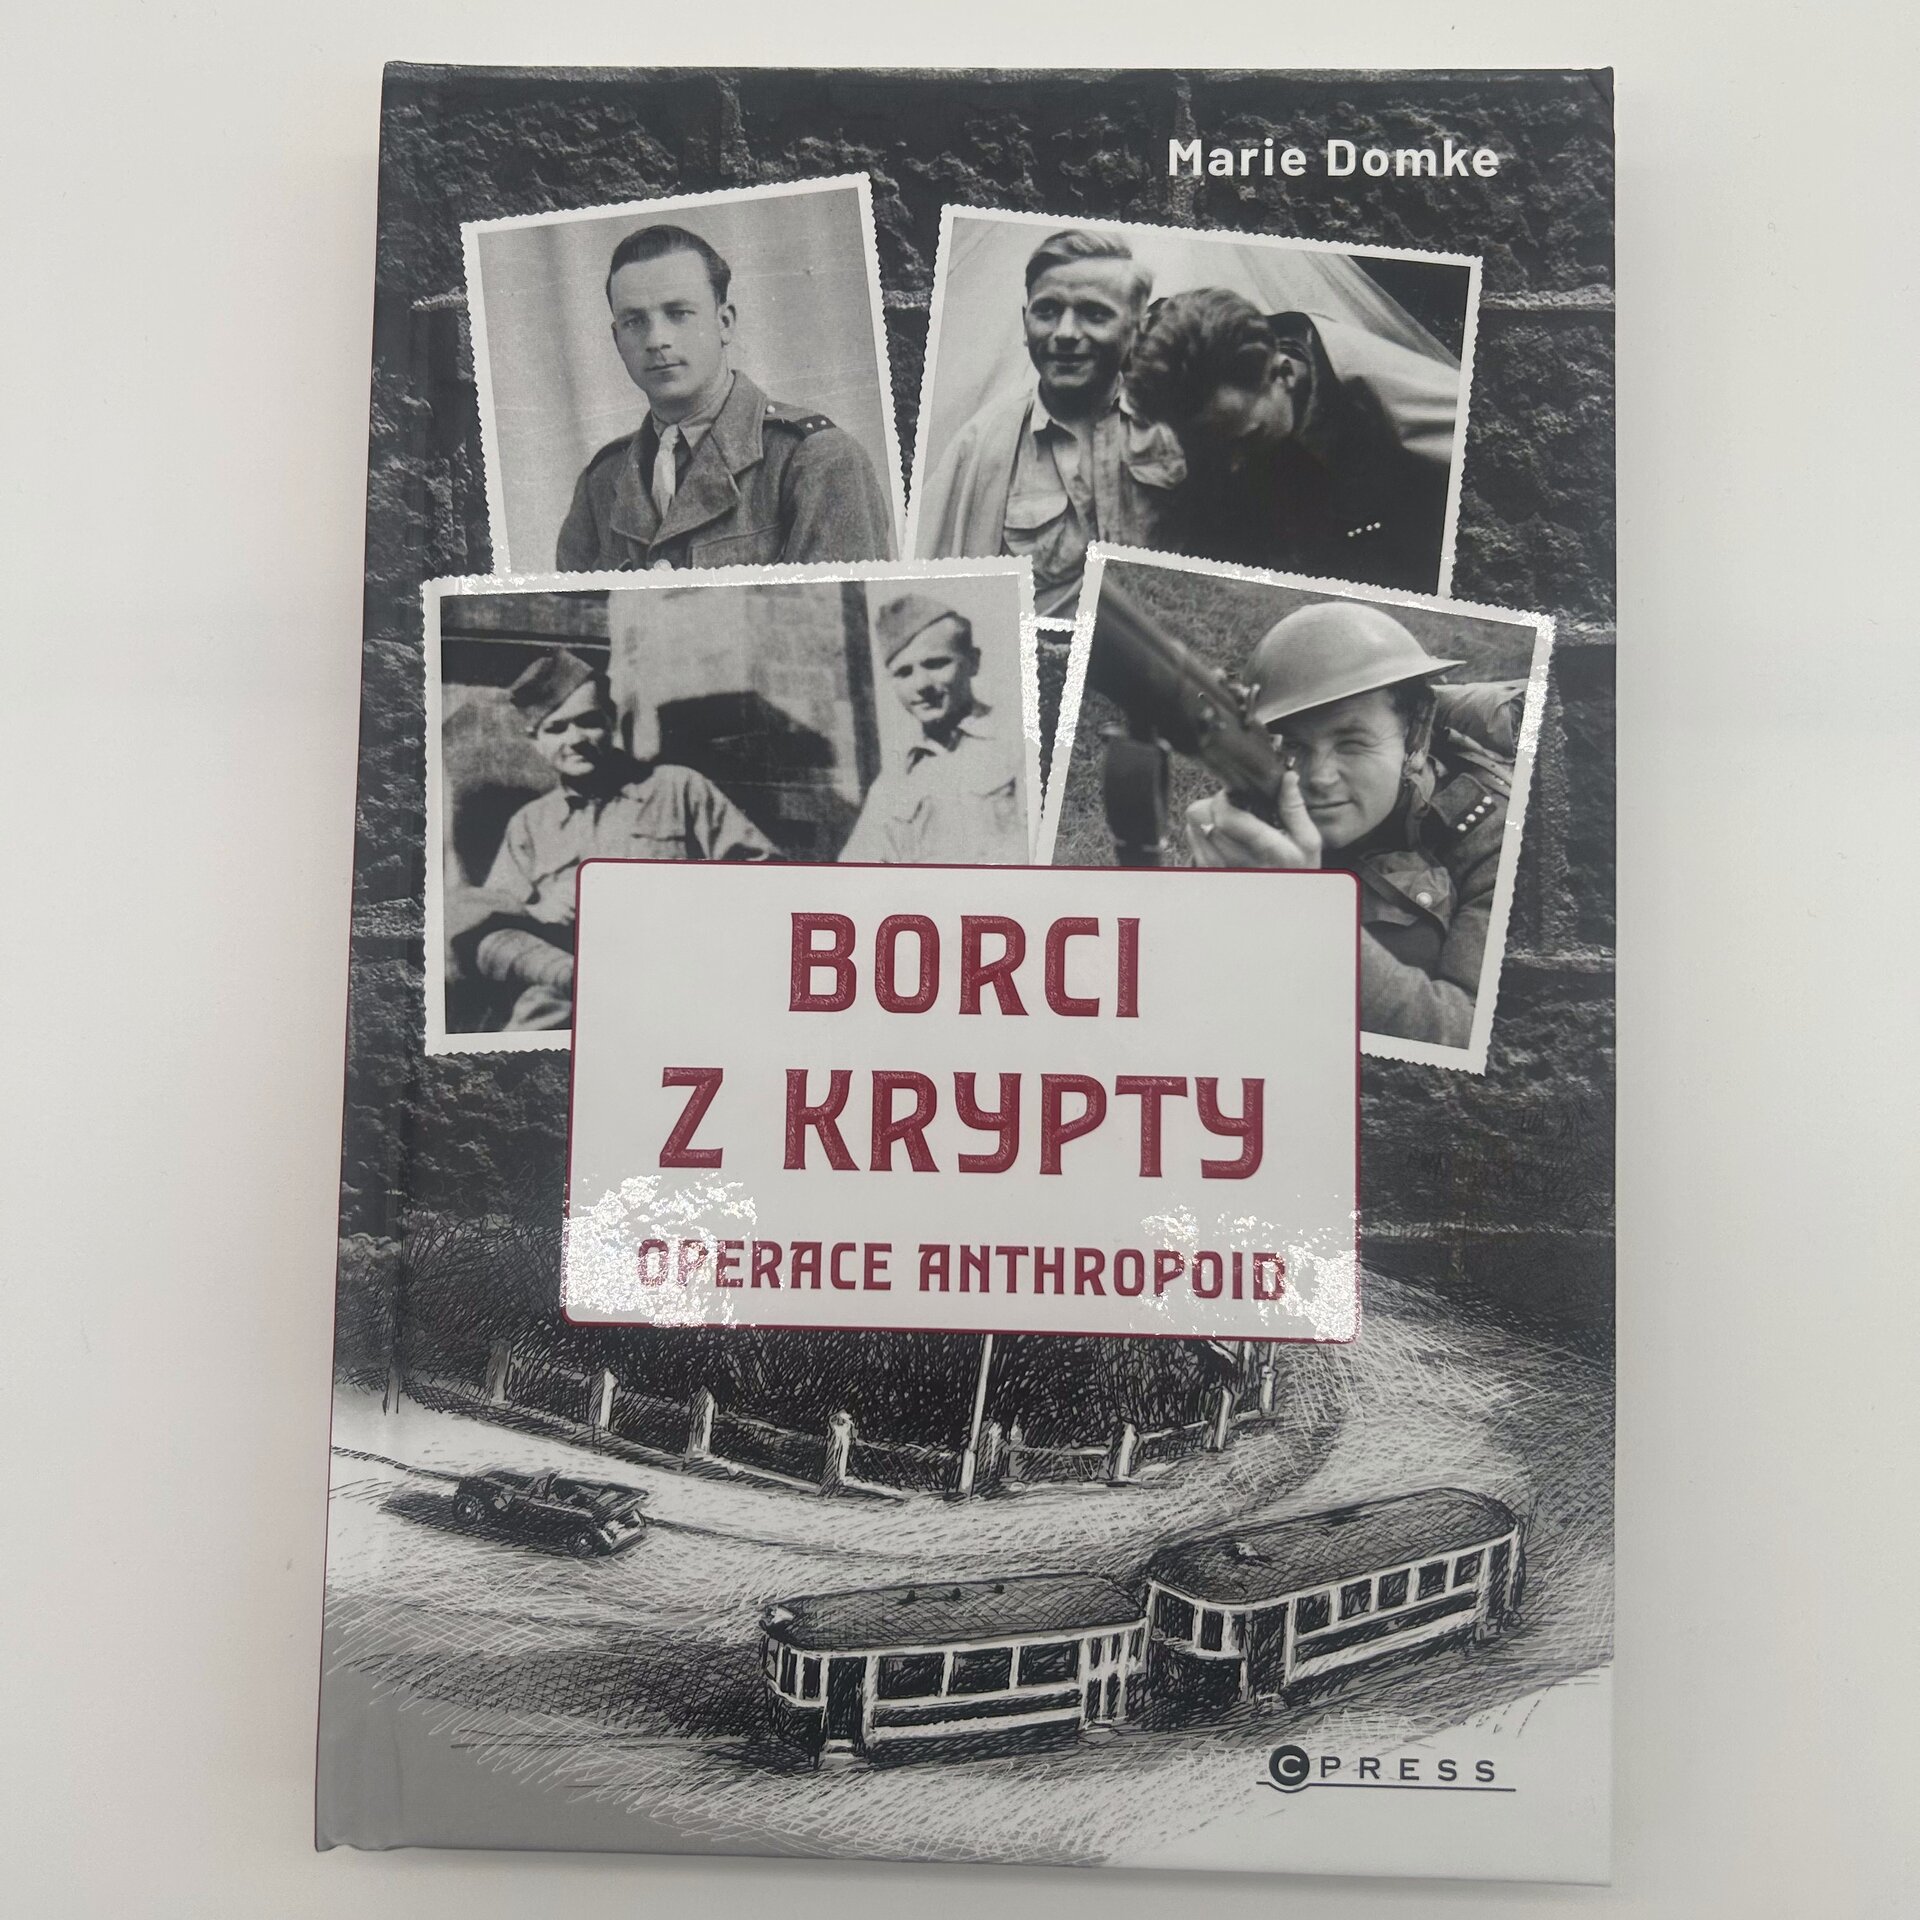 Marie Domke
BORCI
Z KRYPTY
OPERACE ANTHROPOID
CPRESS